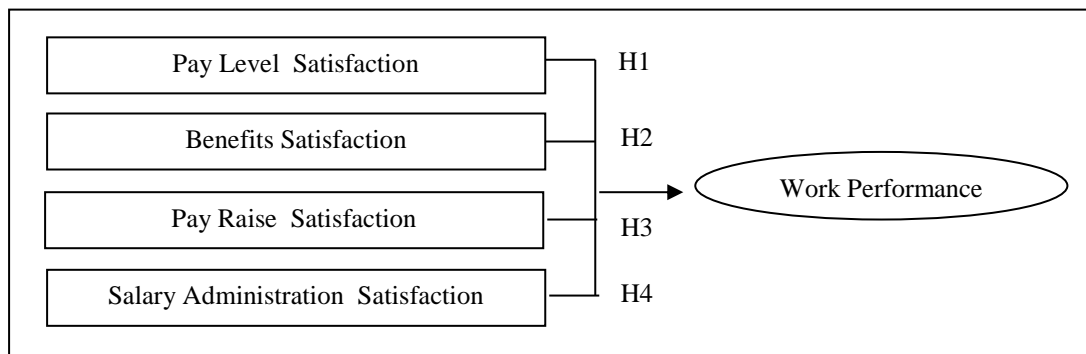 Pay Level Satisfaction
H1
Benefits Satisfaction
H2
Work Performance
Pay Raise Satisfaction
H3
Salary Administration Satisfaction
H4